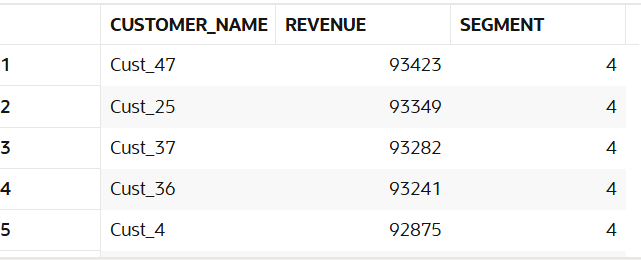 CUSTOMER_NAME REVENUE SEGMENT
1 Cust_47 93423 4
2 Cust_25 93349 4
3 Cust_37 93282 4
4 Cust_36 93241 4
5 Cust_4 92875 4